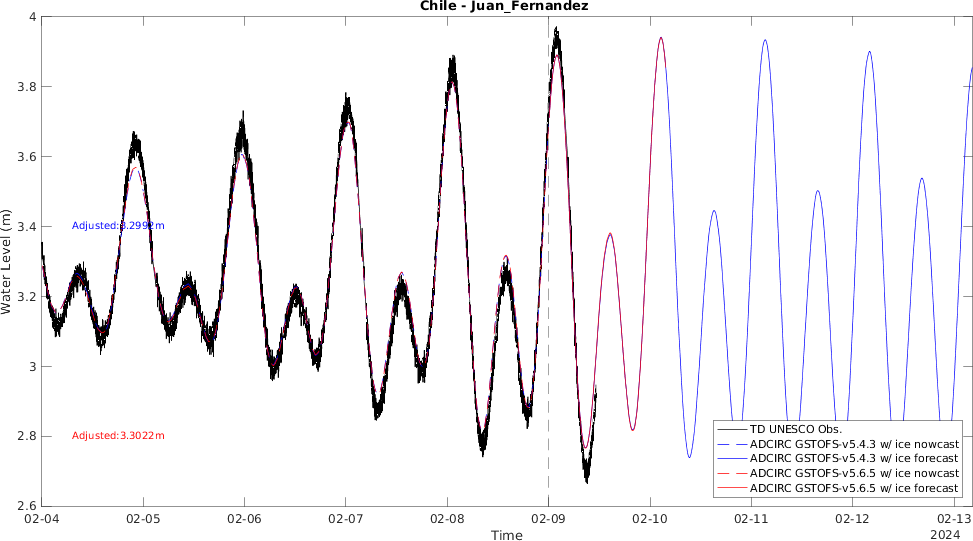 Chile - Juan_Fernandez
4
3.8
3.6
3.4
3.2
3
2.8
2.6
Water Level (m)
Adjusted:3.2992m
Adjusted:3.3022m
TD UNESCO Obs.
ADCIRC GSTOFS-v5.4.3 w/ ice nowcast
ADCIRC GSTOFS-v5.4.3 w/ ice forecast
ADCIRC GSTOFS-v5.6.5 w/ ice nowcast
ADCIRC GSTOFS-v5.6.5 w/ ice forecast
02-04 02-05 02-06 02-07 02-08 02-09 02-10 02-11 02-12 02-13
Time
2024